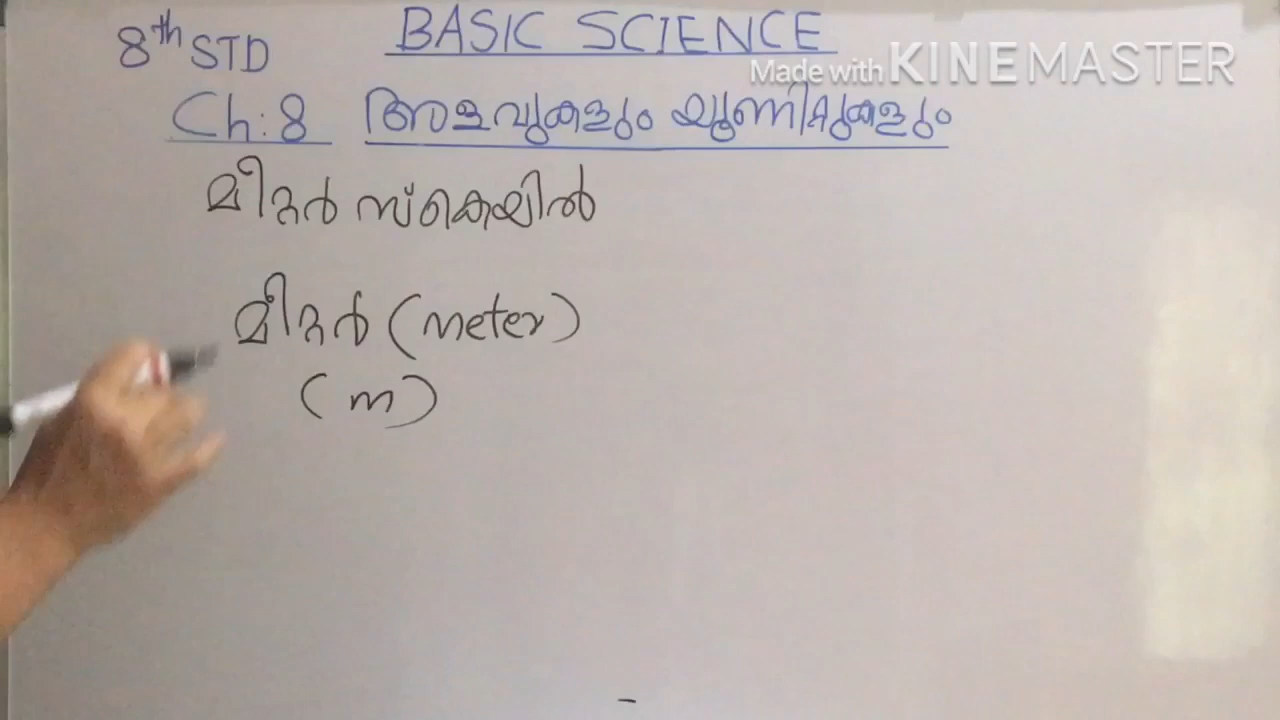 8th STD BASIC SCIENCE
Made with KINEMASTER
Ch:8 അളവുകളും യൂണിറ്റുകളും
മീറ്റർ സ്കെയിൽ
മീറ്റർ (meter)
(m)